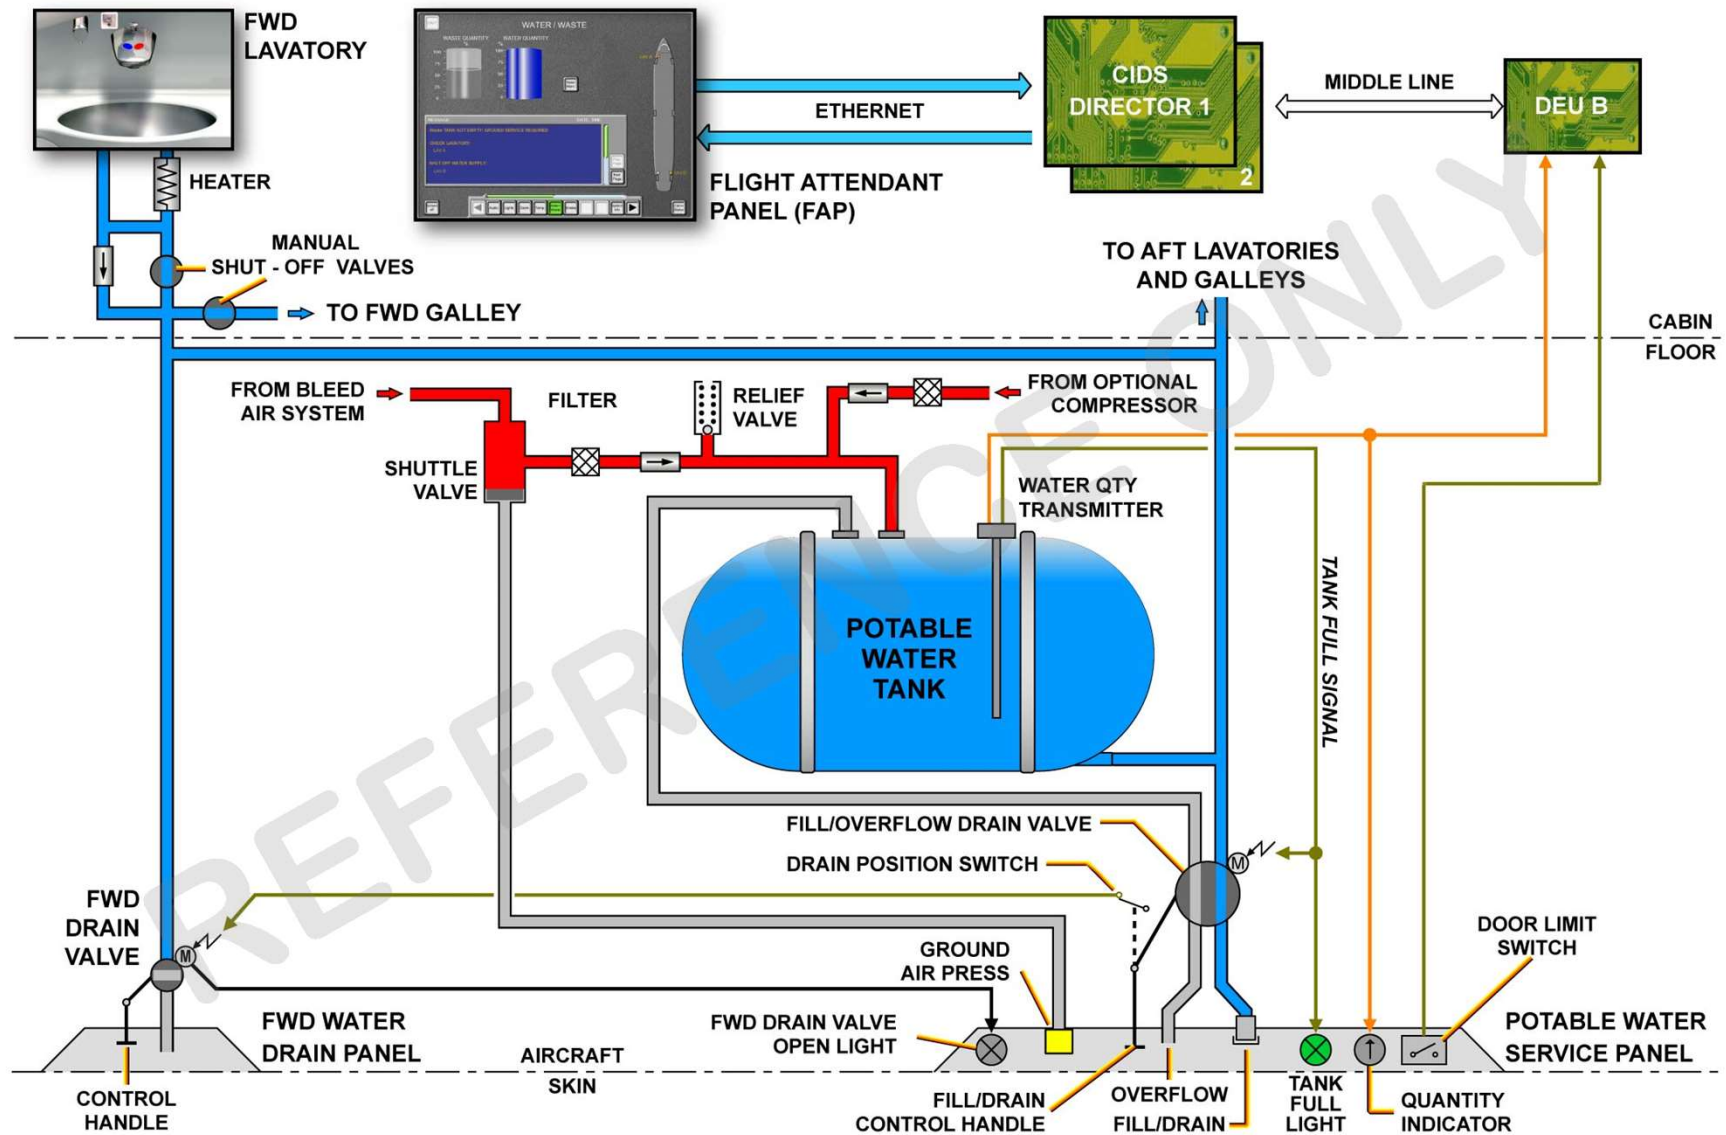 FWD
LAVATORY
WATER / WASTE
WASTE QUANTITY
WATER QUANTITY
CIDS
DIRECTOR 1
2
MIDDLE LINE
DEU B
ETHERNET
HEATER
FLIGHT ATTENDANT
PANEL (FAP)
MANUAL
SHUT - OFF VALVES
TO FWD GALLEY
TO AFT LAVATORIES
AND GALLEYS
CABIN
FLOOR
FROM BLEED
AIR SYSTEM
FILTER
RELIEF
VALVE
FROM OPTIONAL
COMPRESSOR
SHUTTLE
VALVE
WATER QTY
TRANSMITTER
POTABLE
WATER
TANK
TANK FULL SIGNAL
FILL/OVERFLOW DRAIN VALVE
M
DRAIN POSITION SWITCH
FWD
DRAIN
VALVE
M
GROUND
AIR PRESS
DOOR LIMIT
SWITCH
FWD WATER
DRAIN PANEL
FWD DRAIN VALVE
OPEN LIGHT
POTABLE WATER
SERVICE PANEL
AIRCRAFT
SKIN
CONTROL
HANDLE
FILL/DRAIN
CONTROL HANDLE
OVERFLOW
FILL/DRAIN
TANK
FULL
LIGHT
QUANTITY
INDICATOR
REFERENCE ONLY